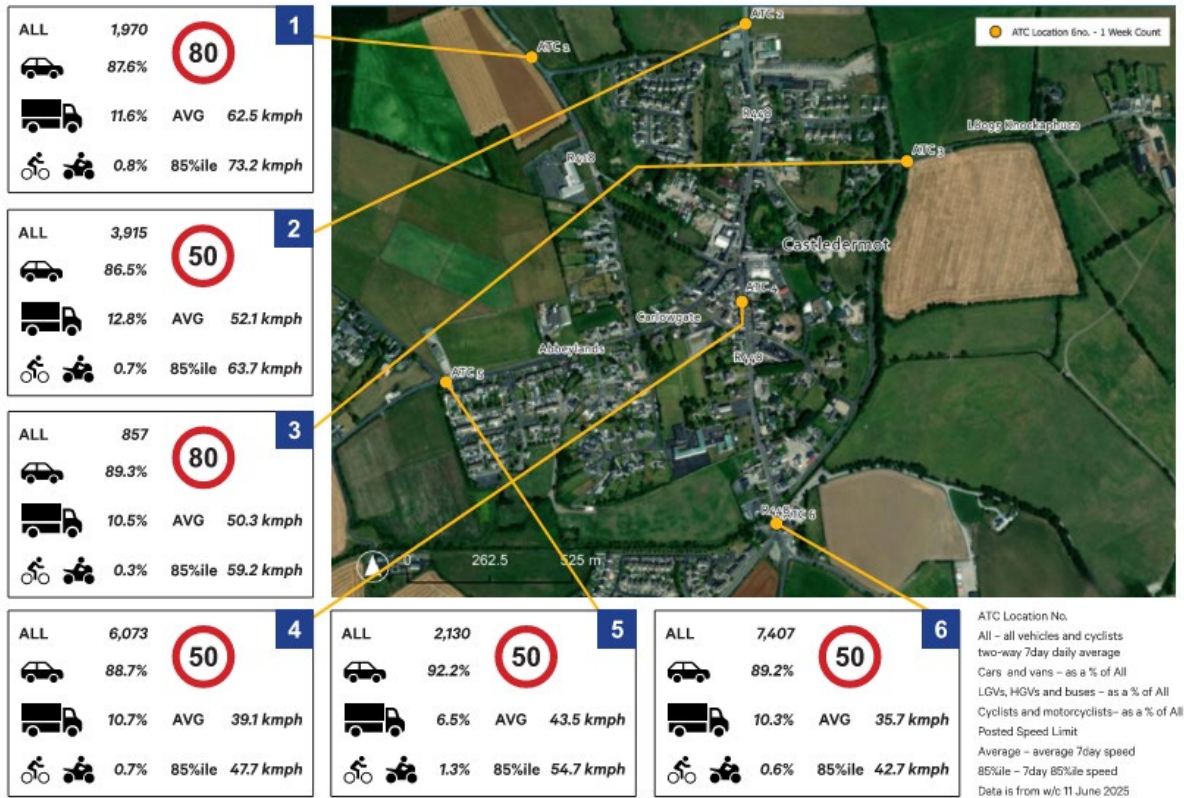 ALL 1,970
1
80
87.6%
11.6% AVG 62.5 kmph
0.8% 85%ile 73.2 kmph
ALL 3,915
2
50
86.5%
12.8% AVG 52.1 kmph
0.7% 85%ile 63.7 kmph
ALL 857
3
80
89.3%
10.5% AVG 50.3 kmph
0.3% 85%ile 59.2 kmph
ATC 1
ATC 2
ATC Location 6no. - 1 Week Count
R448
L8095 Knockaphuca
ATC 3
R418
Castledermot
ATC 4
Carlowgate
Abbeylands
R448
ATC 5
R448
ATC 6
0 262.5 525 m
ALL 6,073
4
50
88.7%
10.7% AVG 39.1 kmph
0.7% 85%ile 47.7 kmph
ALL 2,130
5
50
92.2%
6.5% AVG 43.5 kmph
1.3% 85%ile 54.7 kmph
ALL 7,407
6
50
89.2%
10.3% AVG 35.7 kmph
0.6% 85%ile 42.7 kmph
ATC Location No.
All – all vehicles and cyclists
two-way 7day daily average
Cars and vans – as a % of All
LGVs, HGVs and buses – as a % of All
Cyclists and motorcyclists– as a % of All
Posted Speed Limit
Average – average 7day speed
85%ile – 7day 85%ile speed
Data is from w/c 11 June 2025